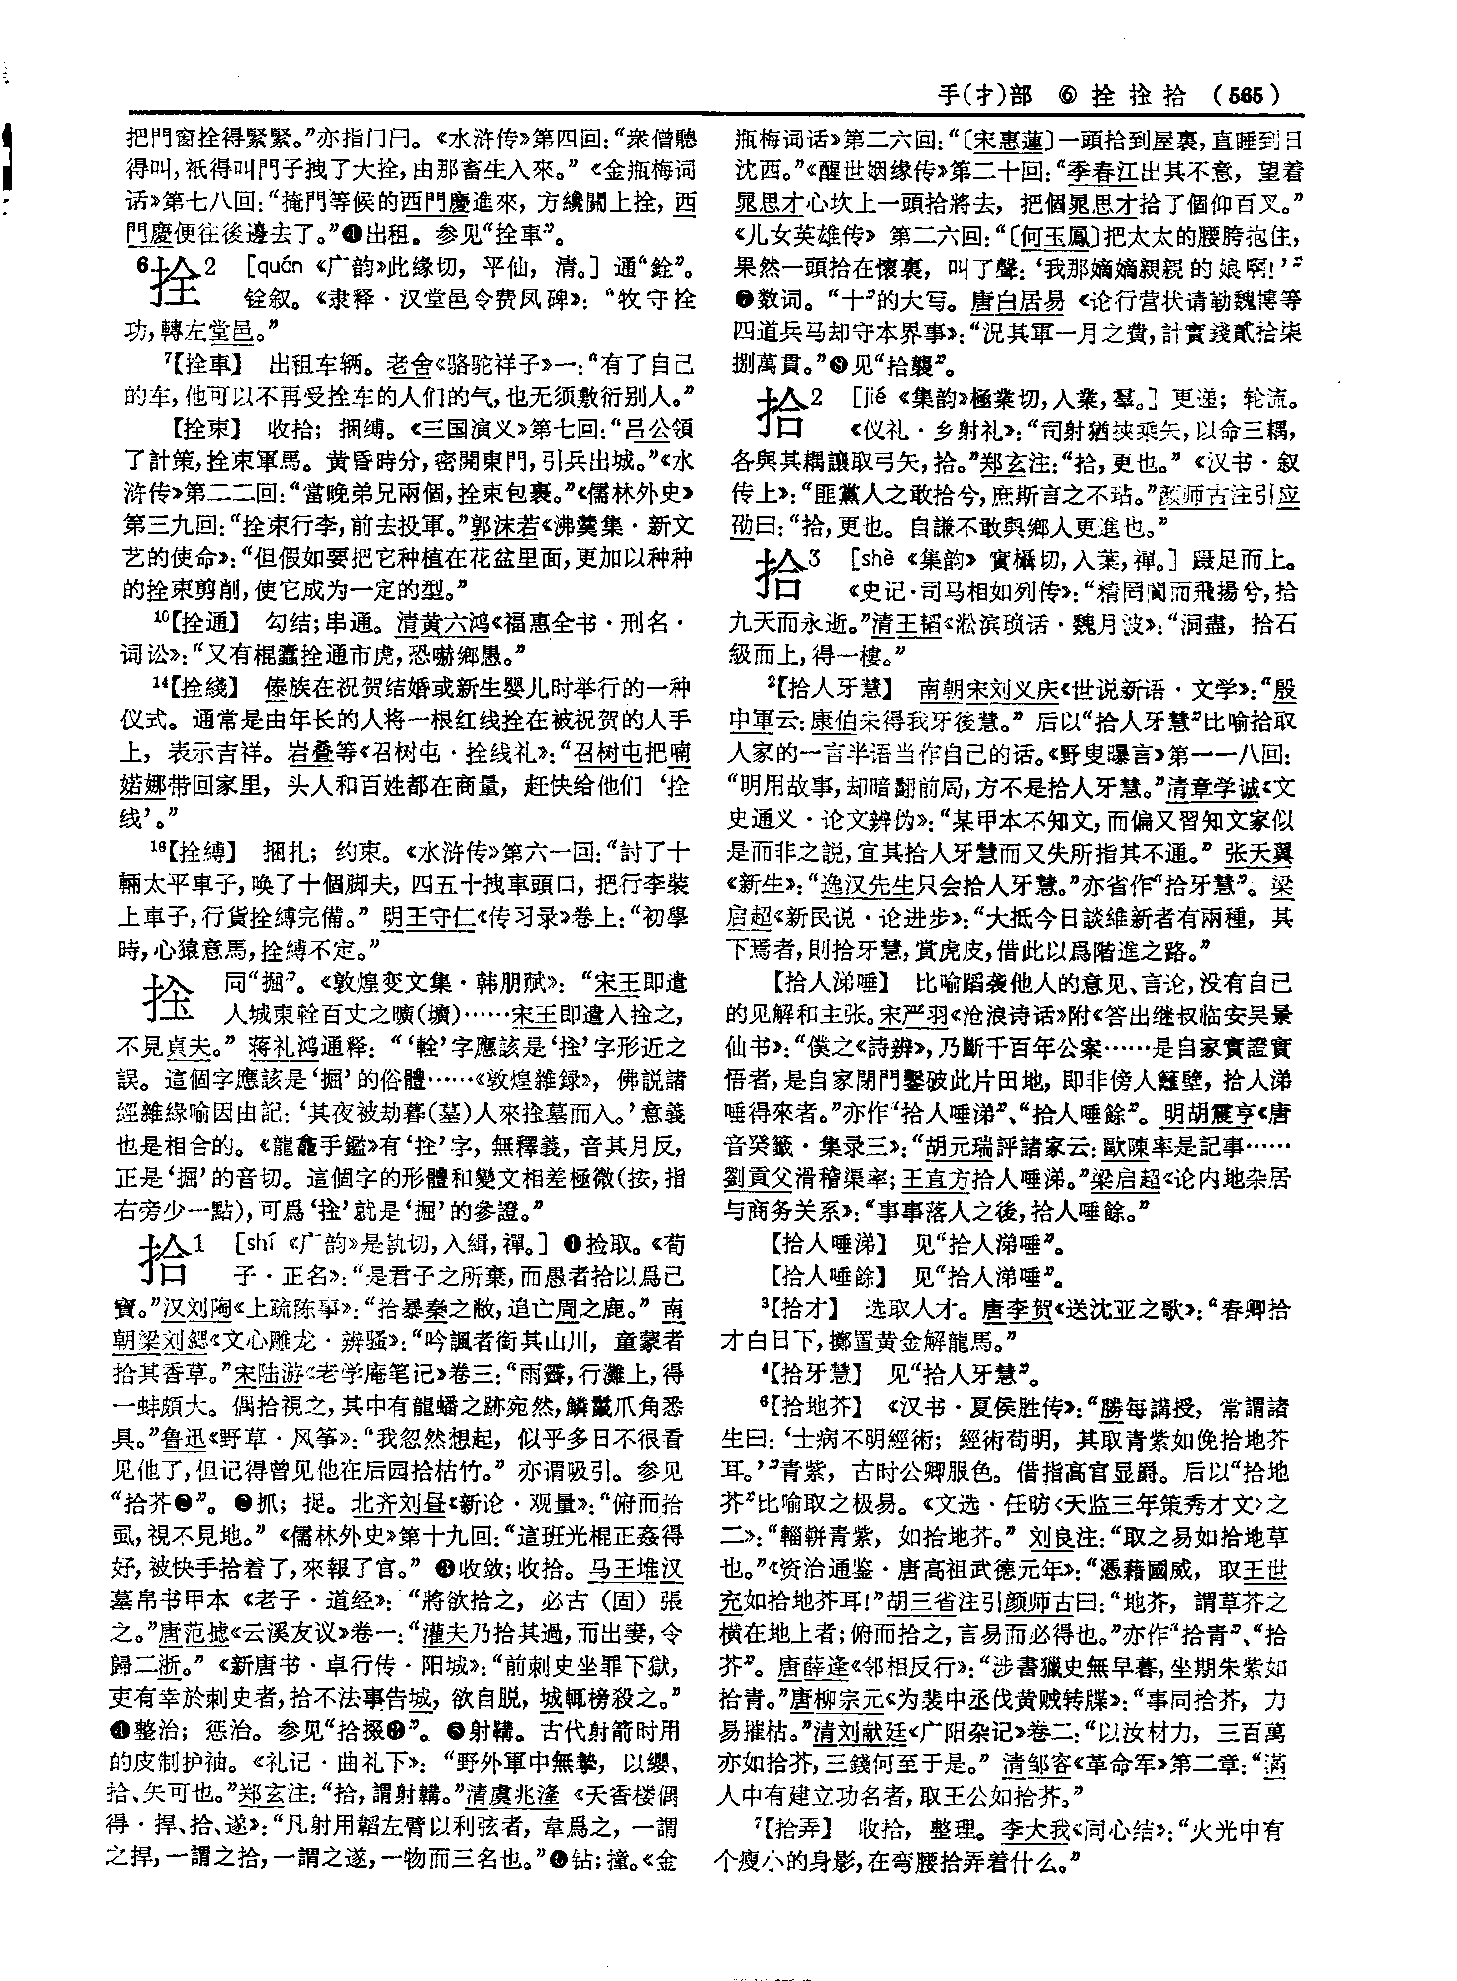 手(扌)部 ⑥ 拴 𢪸 拾 (565)
把門窗拴得緊緊。”亦指门闩。《水浒传》第四回：“衆僧聽
得叫，衹得叫門子拽了大拴，由那畜生入來。”《金瓶梅词
话》第七八回：“掩門等候的西門慶進來，方纔關上拴，西
門慶便往後邊去了。”❹出租。参见“拴車”。
6拴2 [quán《广韵》此缘切，平仙，清。] 通“銓”。
铨叙。《隶释·汉堂邑令费凤碑》：“牧守拴
功，轉左堂邑。”
7【拴車】 出租车辆。老舍《骆驼祥子》一：“有了自己
的车，他可以不再受拴车的人们的气，也无须敷衍别人。”
【拴束】 收拾；捆缚。《三国演义》第七回：“吕公領
了計策，拴束軍馬。黄昏時分，密開東門，引兵出城。”《水
浒传》第二二回：“當晚弟兄兩個，拴束包裹。”《儒林外史》
第三九回：“拴束行李，前去投軍。”郭沫若《沸羹集·新文
艺的使命》：“但假如要把它种植在花盆里面，更加以种种
的拴束剪削，使它成为一定的型。”
10【拴通】 勾结；串通。清黄六鸿《福惠全书·刑名·
词讼》：“又有棍蠹拴通市虎，恐嚇鄉愚。”
14【拴綫】 傣族在祝贺结婚或新生婴儿时举行的一种
仪式。通常是由年长的人将一根红线拴在被祝贺的人手
上，表示吉祥。岩叠等《召树屯·拴线礼》：“召树屯把喃
婼娜带回家里，头人和百姓都在商量，赶快给他们‘拴
线’。”
16【拴縛】 捆扎；约束。《水浒传》第六一回：“討了十
輛太平車子，唤了十個脚夫，四五十拽車頭口，把行李裝
上車子，行貨拴縛完備。”明王守仁《传习录》卷上：“初學
時，心猿意馬，拴縛不定。”
同“掘”。《敦煌变文集·韩朋赋》：“宋王即遣
人城東輇百丈之曠(壙)……宋王即遣人拴之，
不見貞夫。”蒋礼鸿通释：“‘輇’字應該是‘拴’字形近之
誤。這個字應該是‘掘’的俗體……《敦煌雜録》，佛説諸
經雜緣喻因由記：‘其夜被劫暮(墓)人來拴墓而入。’意義
也是相合的。《龍龕手鑑》有‘拴’字，無釋義，音其月反，
正是‘掘’的音切。這個字的形體和變文相差極微(按，指
右旁少一點)，可爲‘拴’就是‘掘’的參證。”
拾1 [shí《广韵》是執切，入緝，禪。] ❶捡取。《荀
子·正名》：“是君子之所棄，而愚者拾以爲己
寶。”汉刘陶《上疏陈事》：“拾暴秦之敝，追亡周之鹿。”南
朝梁刘勰《文心雕龙·辨骚》：“吟諷者銜其山川，童蒙者
拾其香草。”宋陆游《老学庵笔记》卷三：“雨霽，行灘上，得
一蚌頗大。偶拾視之，其中有龍蟠之跡宛然，鱗鬣爪角悉
具。”鲁迅《野草·风筝》：“我忽然想起，似乎多日不很看
见他了，但记得曾见他在后园拾枯竹。”亦谓吸引。参见
“拾芥❷”。❷抓；捉。北齐刘昼《新论·观量》：“俯而拾
虱，視不見地。”《儒林外史》第十九回：“這班光棍正姦得
好，被快手拾着了，來報了官。”❸收敛；收拾。马王堆汉
墓帛书甲本《老子·道经》：“將欲拾之，必古（固）張
之。”唐范摅《云溪友议》卷一：“灌夫乃拾其過，而出妻，令
歸二浙。”《新唐书·卓行传·阳城》：“前刺史坐罪下獄，
吏有幸於刺史者，拾不法事告城，欲自脱，城輒榜殺之。”
❹整治；惩治。参见“拾掇❹”。❺射鞲。古代射箭时用
的皮制护袖。《礼记·曲礼下》：“野外軍中無摯，以纓、
拾、矢可也。”郑玄注：“拾，謂射鞲。”清虞兆漋《天香楼偶
得·捍、拾、遂》：“凡射用韜左臂以利弦者，韋爲之，一謂
之捍，一謂之拾，一謂之遂，一物而三名也。”❻钻；撞。《金
瓶梅词话》第二六回：“〔宋惠蓮〕一頭拾到屋裏，直睡到日
沈西。”《醒世姻缘传》第二十回：“季春江出其不意，望着
晁思才心坎上一頭拾將去，把個晁思才拾了個仰百叉。”
《儿女英雄传》第二六回：“〔何玉鳳〕把太太的腰胯抱住，
果然一頭拾在懷裏，叫了聲：‘我那嫡嫡親親的娘啊！’”
❼数词。“十”的大写。唐白居易《论行营状请勒魏博等
四道兵马却守本界事》：“况其軍一月之費，計實錢貳拾柒
捌萬貫。”❽见“拾襲”。
拾2 [jié《集韵》極業切，入業，羣。] 更递；轮流。
《仪礼·乡射礼》：“司射猶挾乘矢，以命三耦，
各與其耦讓取弓矢，拾。”郑玄注：“拾，更也。”《汉书·叙
传上》：“匪黨人之敢拾兮，庶斯言之不玷。”颜师古注引应
劭曰：“拾，更也。自謙不敢與鄉人更進也。”
拾3 [shè《集韵》實欇切，入葉，禪。] 蹑足而上。
《史记·司马相如列传》：“精罔閬而飛揚兮，拾
九天而永逝。”清王韬《淞滨琐话·魏月波》：“洞盡，拾石
級而上，得一樓。”
2【拾人牙慧】 南朝宋刘义庆《世说新语·文学》：“殷
中軍云：康伯未得我牙後慧。”后以“拾人牙慧”比喻拾取
人家的一言半语当作自己的话。《野叟曝言》第一一八回：
“明用故事，却暗翻前局，方不是拾人牙慧。”清章学诚《文
史通义·论文辨伪》：“某甲本不知文，而偏又習知文家似
是而非之説，宜其拾人牙慧而又失所指其不通。”张天翼
《新生》：“逸汉先生只会拾人牙慧。”亦省作“拾牙慧”。梁
启超《新民说·论进步》：“大抵今日談維新者有兩種，其
下焉者，則拾牙慧，賞虎皮，借此以爲階進之路。”
【拾人涕唾】 比喻蹈袭他人的意见、言论，没有自己
的见解和主张。宋严羽《沧浪诗话》附《答出继叔临安吴景
仙书》：“僕之《詩辨》，乃斷千百年公案……是自家實證實
悟者，是自家閉門鑿破此片田地，即非傍人籬壁，拾人涕
唾得來者。”亦作“拾人唾涕”、“拾人唾餘”。明胡震亨《唐
音癸籤·集录三》：“胡元瑞評諸家云：歐陳率是記事……
劉貢父滑稽渠率；王直方拾人唾涕。”梁启超《论内地杂居
与商务关系》：“事事落人之後，拾人唾餘。”
【拾人唾涕】 见“拾人涕唾”。
【拾人唾餘】 见“拾人涕唾”。
3【拾才】 选取人才。唐李贺《送沈亚之歌》：“春卿拾
才白日下，擲置黄金解龍馬。”
4【拾牙慧】 见“拾人牙慧”。
6【拾地芥】 《汉书·夏侯胜传》：“勝每講授，常謂諸
生曰：‘士病不明經術；經術苟明，其取青紫如俛拾地芥
耳。’”青紫，古时公卿服色。借指高官显爵。后以“拾地
芥”比喻取之极易。《文选·任昉〈天监三年策秀才文〉之
二》：“輜軿青紫，如拾地芥。”刘良注：“取之易如拾地草
也。”《资治通鉴·唐高祖武德元年》：“憑藉國威，取王世
充如拾地芥耳！”胡三省注引颜师古曰：“地芥，謂草芥之
横在地上者；俯而拾之，言易而必得也。”亦作“拾青”、“拾
芥”。唐薛逢《邻相反行》：“涉書獵史無早暮，坐期朱紫如
拾青。”唐柳宗元《为裴中丞伐黄贼转牒》：“事同拾芥，力
易摧枯。”清刘献廷《广阳杂记》卷二：“以汝材力，三百萬
亦如拾芥，三錢何至于是。”清邹容《革命军》第二章：“滿
人中有建立功名者，取王公如拾芥。”
7【拾弄】 收拾，整理。李大我《同心结》：“火光中有
个瘦小的身影，在弯腰拾弄着什么。”